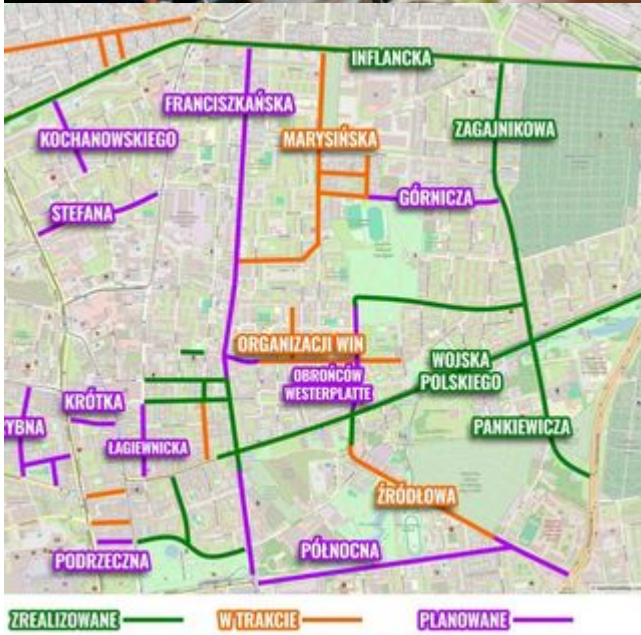 INFLANCKA
FRANCISZKAŃSKA
KOCHANOWSKIEGO
MARYSIŃSKA
ZAGAJNIKOWA
GÓRNICZA
STEFANA
ORGANIZACJI WIN
OBROŃCÓW
WESTERPLATTE
WOJSKA
POLSKIEGO
KRÓTKA
YBNA
ŁAGIEWNICKA
PANKIEWICZA
ŹRÓDŁOWA
PÓŁNOCNA
PODRZECZNA
ZREALIZOWANE
W TRAKCIE
PLANOWANE